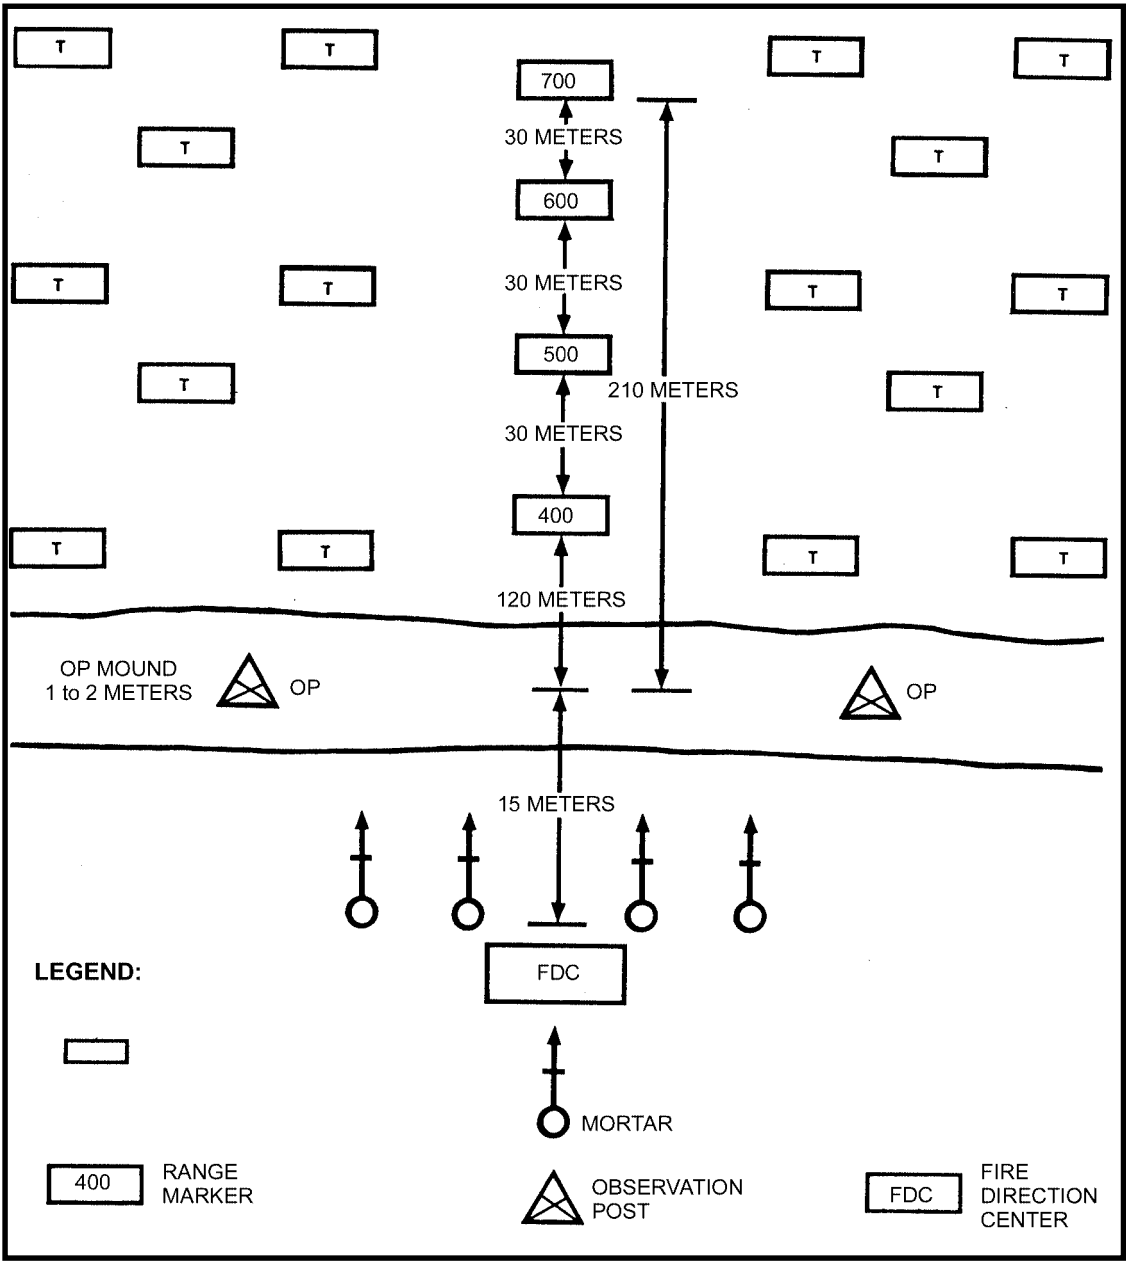 T
T
700
T
T
30 METERS
T
T
600
T
T
30 METERS
T
T
500
T
210 METERS
T
30 METERS
400
T
T
T
T
120 METERS
OP MOUND
1 to 2 METERS
OP
OP
15 METERS
FDC
LEGEND:
MORTAR
400
RANGE
MARKER
OBSERVATION
POST
FDC
FIRE
DIRECTION
CENTER